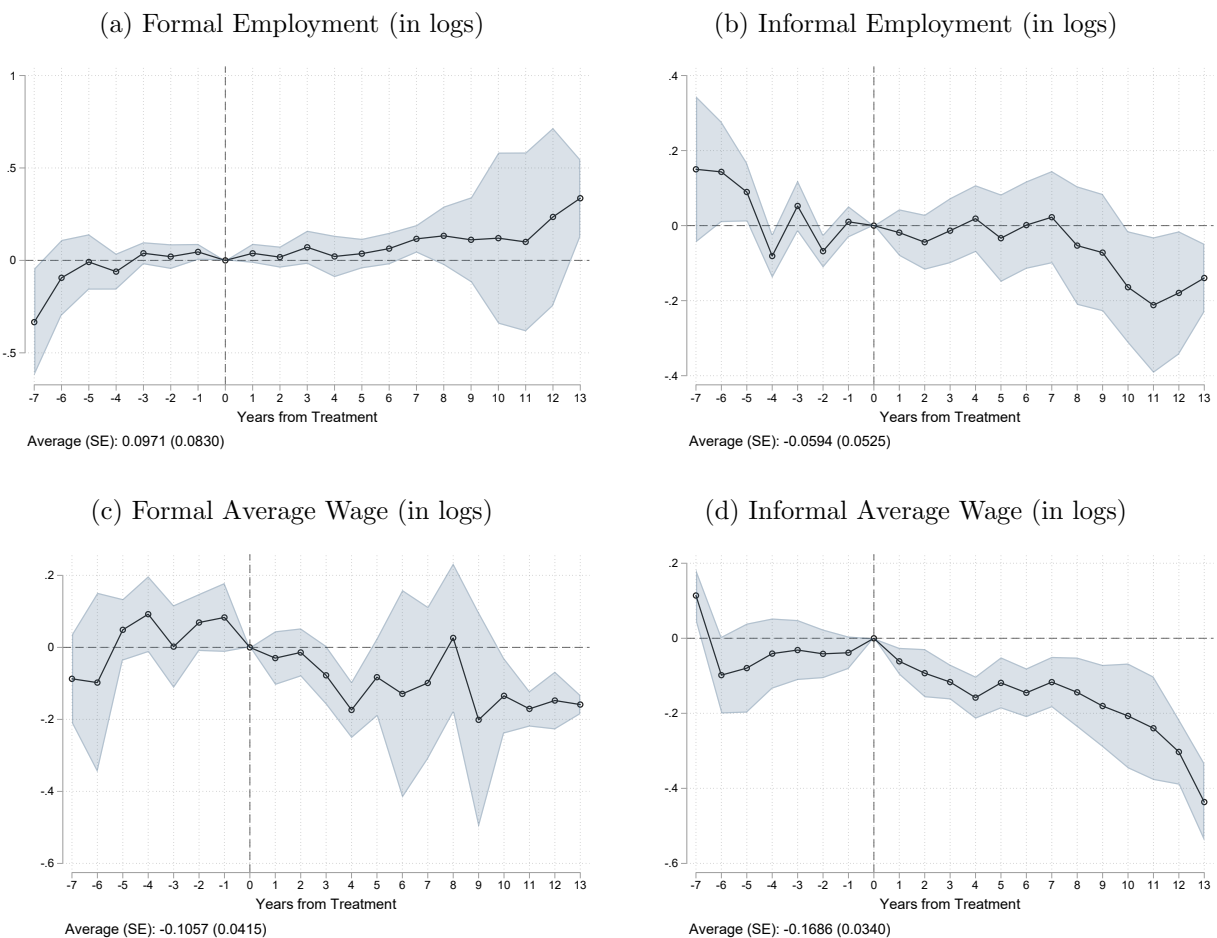 (a) Formal Employment (in logs)
1
.5
0
-.5
-7 -6 -5 -4 -3 -2 -1 0 1 2 3 4 5 6 7 8 9 10 11 12 13
Years from Treatment
Average (SE): 0.0971 (0.0830)
(b) Informal Employment (in logs)
.4
.2
0
-.2
-.4
-7 -6 -5 -4 -3 -2 -1 0 1 2 3 4 5 6 7 8 9 10 11 12 13
Years from Treatment
Average (SE): -0.0594 (0.0525)
(c) Formal Average Wage (in logs)
.2
0
-.2
-.4
-.6
-7 -6 -5 -4 -3 -2 -1 0 1 2 3 4 5 6 7 8 9 10 11 12 13
Years from Treatment
Average (SE): -0.1057 (0.0415)
(d) Informal Average Wage (in logs)
.2
0
-.2
-.4
-.6
-7 -6 -5 -4 -3 -2 -1 0 1 2 3 4 5 6 7 8 9 10 11 12 13
Years from Treatment
Average (SE): -0.1686 (0.0340)